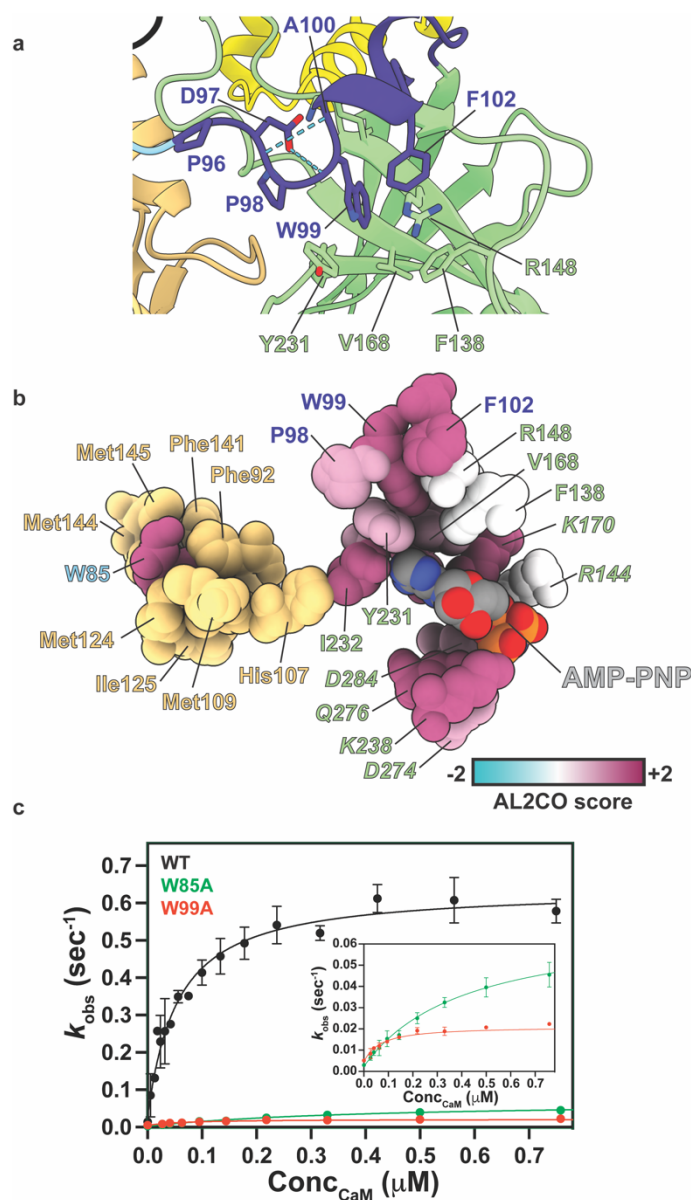 a
A100
D97
F102
P96
P98
W99
R148
Y231
V168
F138
b
W99
F102
P98
R148
Met145
Phe141
V168
Phe92
F138
Met144
K170
W85
R144
Y231
I232
Met124
AMP-PNP
Ile125
His107
D284
Met109
Q276
K238
D274
-2
+2
AL2CO score
c
WT
W85A
W99A
kobs (sec-1)
0.7
0.6
0.5
0.4
0.3
0.2
0.1
0.0
0.0 0.1 0.2 0.3 0.4 0.5 0.6 0.7
ConcCaM (μM)
kobs (sec-1)
0.06
0.05
0.04
0.03
0.02
0.01
0.00
0.0 0.1 0.2 0.3 0.4 0.5 0.6 0.7
ConcCaM (μM)